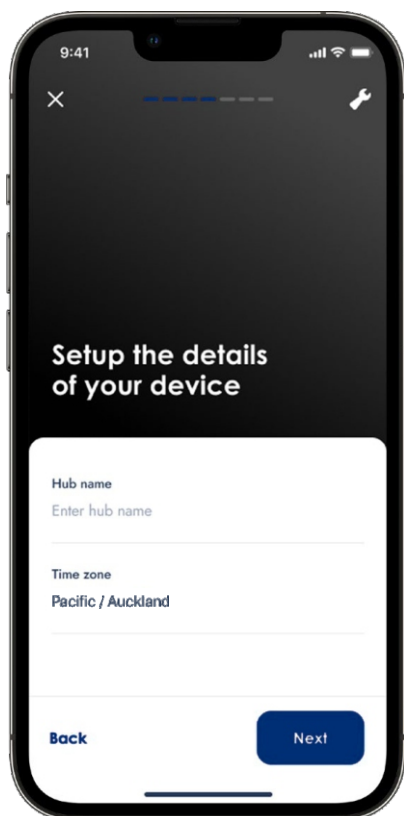 9:41
Setup the details
of your device
Hub name
Enter hub name
Time zone
Pacific / Auckland
Back
Next